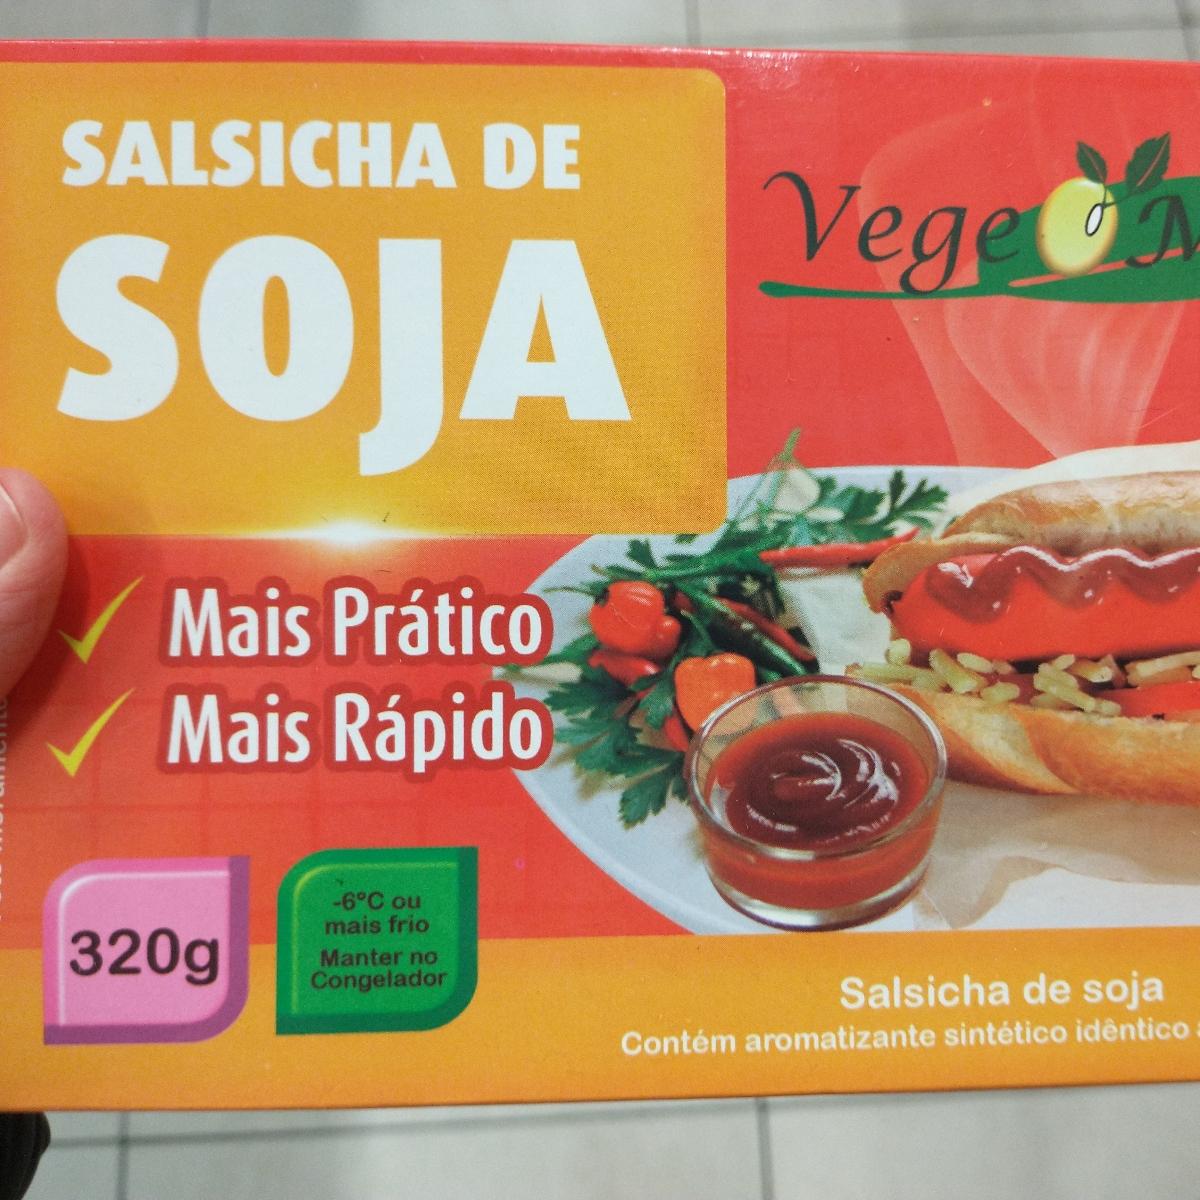 SALSICHA DE
SOJA
Vege M
Mais Prático
Mais Rápido
320g
-6°C ou
mais frio
Manter no
Congelador
Salsicha de soja
Contém aromatizante sintético idêntico